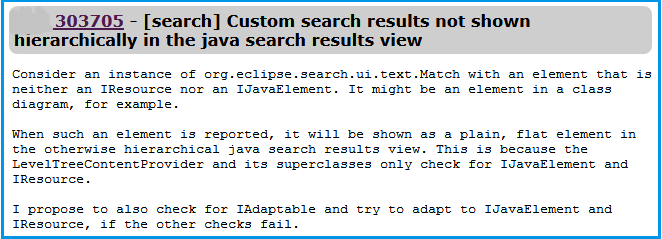 303705 - [search] Custom search results not shown
hierarchically in the java search results view
Consider an instance of org.eclipse.search.ui.text.Match with an element that is
neither an IResource nor an IJavaElement. It might be an element in a class
diagram, for example.
When such an element is reported, it will be shown as a plain, flat element in
the otherwise hierarchical java search results view. This is because the
LevelTreeContentProvider and its superclasses only check for IJavaElement and
IResource.
I propose to also check for IAdaptable and try to adapt to IJavaElement and
IResource, if the other checks fail.